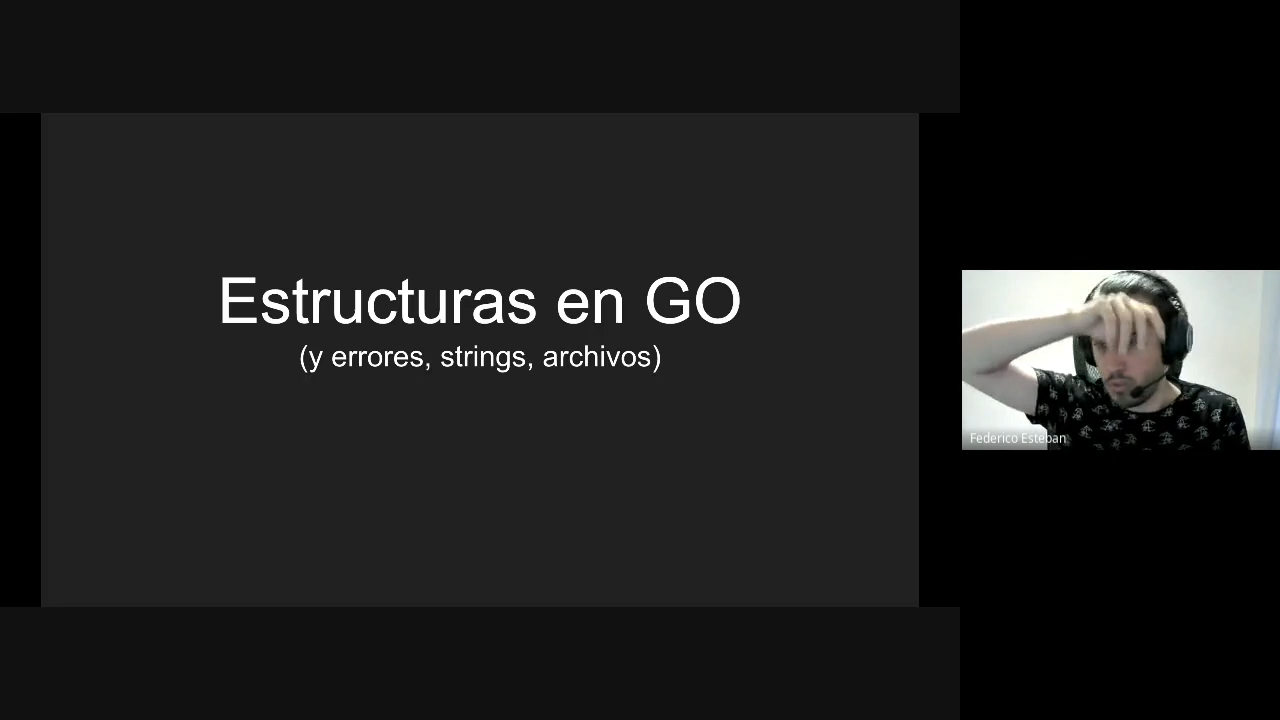 Estructuras en GO
(y errores, strings, archivos)
Federico Esteban